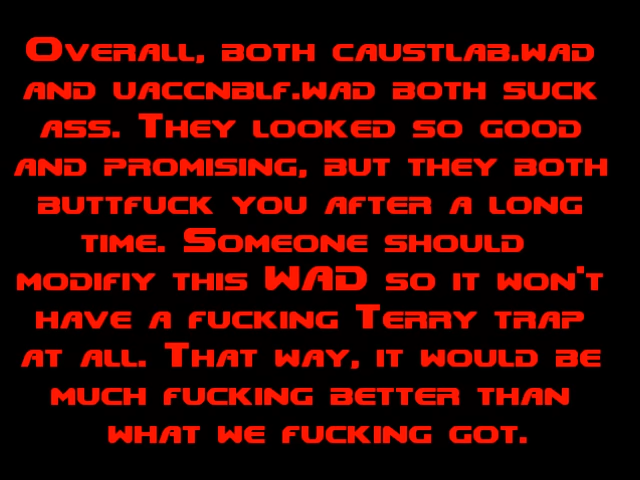 Overall, both caustlab.wad
and uaccnblf.wad both suck
ass. They looked so good
and promising, but they both
buttfuck you after a long
time. Someone should
modifiy this WAD so it won't
have a fucking Terry trap
at all. That way, it would be
much fucking better than
what we fucking got.